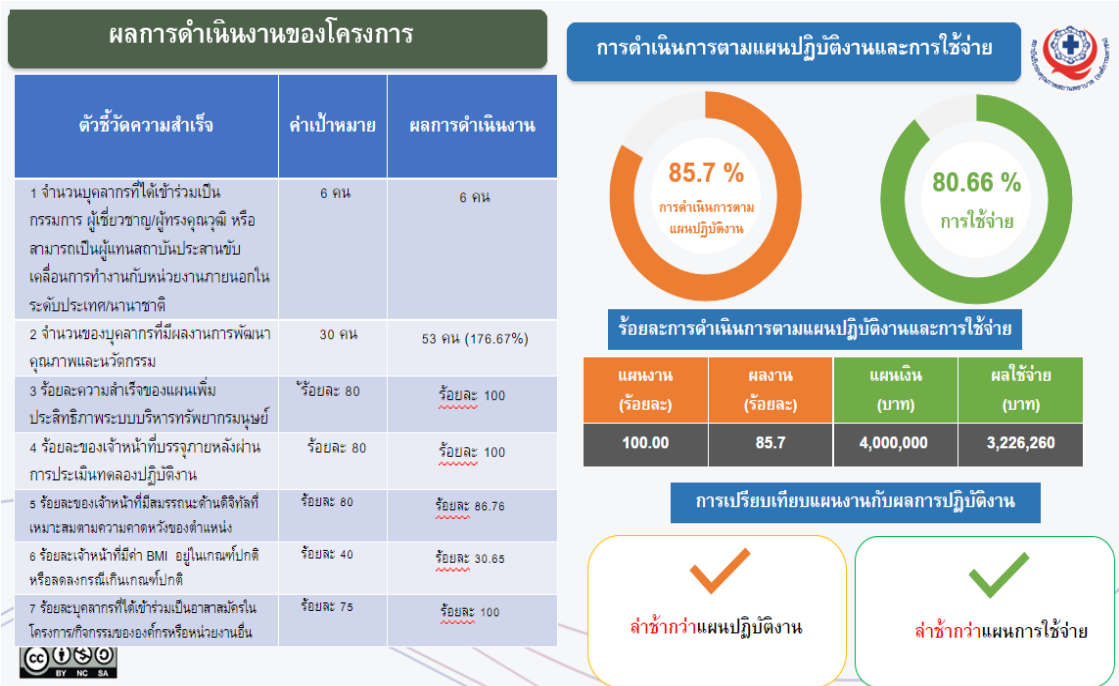 ผลการดำเนินงานของโครงการ
ตัวชี้วัดความสำเร็จ
ค่าเป้าหมาย
ผลการดำเนินงาน
1 จำนวนบุคลากรที่ได้เข้าร่วมเป็น
กรรมการ ผู้เชี่ยวชาญ/ผู้ทรงคุณวุฒิ หรือ
สามารถเป็นผู้แทนสถาบันประสานขับ
เคลื่อนการทำงานกับหน่วยงานภายนอกใน
ระดับประเทศ/นานาชาติ
6 คน
6 คน
2 จำนวนของบุคลากรที่มีผลงานการพัฒนา
คุณภาพและนวัตกรรม
30 คน
53 คน (176.67%)
3 ร้อยละความสำเร็จของแผนเพิ่ม
ประสิทธิภาพระบบบริหารทรัพยากรมนุษย์
ร้อยละ 80
ร้อยละ 100
4 ร้อยละของเจ้าหน้าที่บรรจุภายหลังผ่าน
การประเมินทดลองปฏิบัติงาน
ร้อยละ 80
ร้อยละ 100
5 ร้อยละของเจ้าหน้าที่มีสมรรถนะด้านดิจิทัลที่
เหมาะสมตามความคาดหวังของตำแหน่ง
ร้อยละ 80
ร้อยละ 86.76
6 ร้อยละเจ้าหน้าที่มีค่า BMI อยู่ในเกณฑ์ปกติ
หรือลดลงกรณีเกินเกณฑ์ปกติ
ร้อยละ 40
ร้อยละ 30.65
7 ร้อยละบุคลากรที่ได้เข้าร่วมเป็นอาสาสมัครใน
โครงการ/กิจกรรมขององค์กรหรือหน่วยงานอื่น
ร้อยละ 75
ร้อยละ 100
cc
BY NC SA
การดำเนินการตามแผนปฏิบัติงานและการใช้จ่าย
สถาบันรับรองคุณภาพสถานพยาบาล (องค์การมหาชน)
85.7 %
การดำเนินการตาม
แผนปฏิบัติงาน
80.66 %
การใช้จ่าย
ร้อยละการดำเนินการตามแผนปฏิบัติงานและการใช้จ่าย
แผนงาน
(ร้อยละ)
ผลงาน
(ร้อยละ)
แผนเงิน
(บาท)
ผลใช้จ่าย
(บาท)
100.00
85.7
4,000,000
3,226,260
การเปรียบเทียบแผนงานกับผลการปฏิบัติงาน
ล่าช้ากว่าแผนปฏิบัติงาน
ล่าช้ากว่าแผนการใช้จ่าย